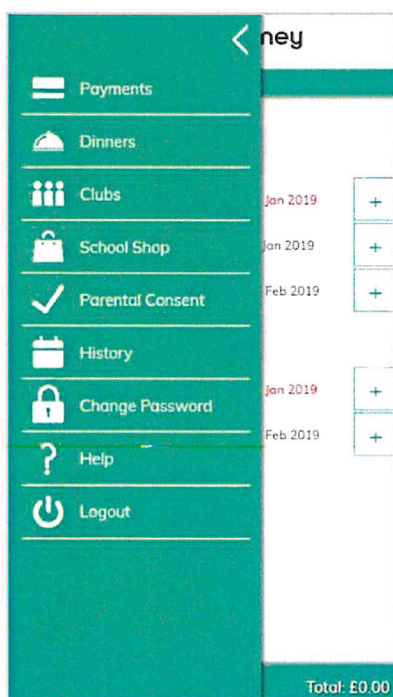 ney
Payments
Dinners
Clubs
School Shop
Parental Consent
History
Change Password
Help
Logout
Jan 2019 +
Jan 2019 +
Feb 2019 +
Jan 2019 +
Feb 2019 +
Total: £0.00